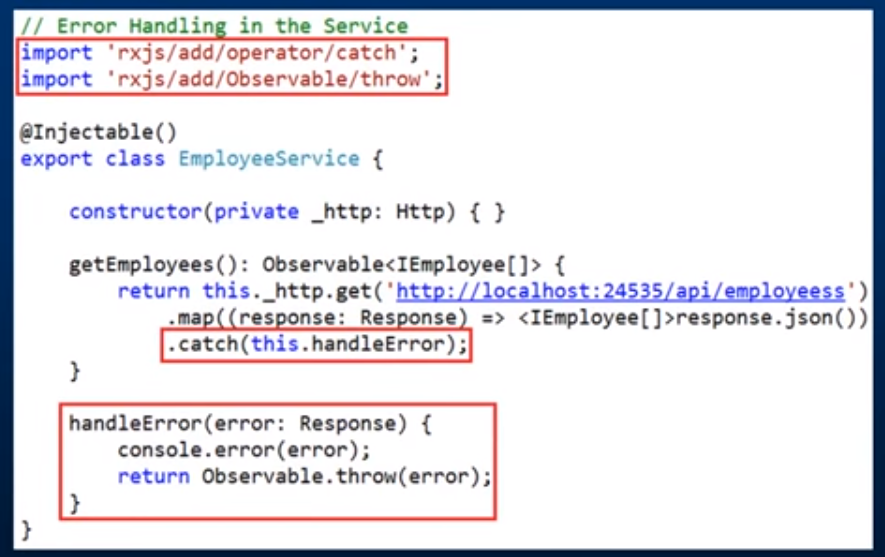 // Error Handling in the Service
import 'rxjs/add/operator/catch';
import 'rxjs/add/Observable/throw';
@Injectable()
export class EmployeeService {
constructor(private _http: Http) { }
getEmployees(): Observable<IEmployee[]> {
return this._http.get('http://localhost:24535/api/employeess')
.map((response: Response) => <IEmployee[]>response.json())
.catch(this.handleError);
}
handleError(error: Response) {
console.error(error);
return Observable.throw(error);
}
}